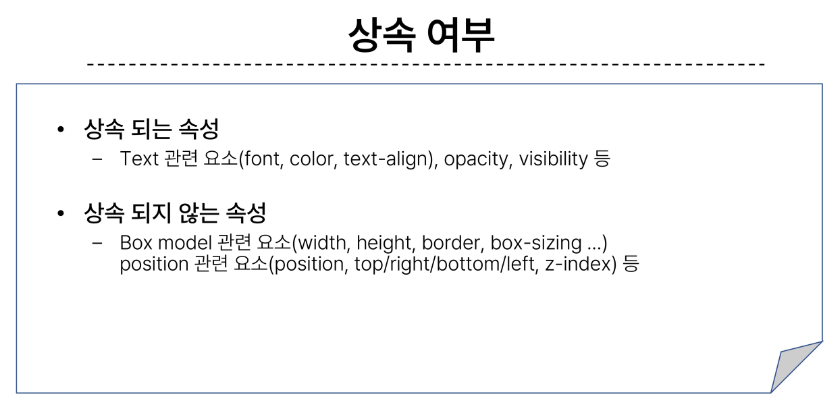 상속 여부
• 상속 되는 속성
– Text 관련 요소(font, color, text-align), opacity, visibility 등
• 상속 되지 않는 속성
– Box model 관련 요소(width, height, border, box-sizing ...)
position 관련 요소(position, top/right/bottom/left, z-index) 등